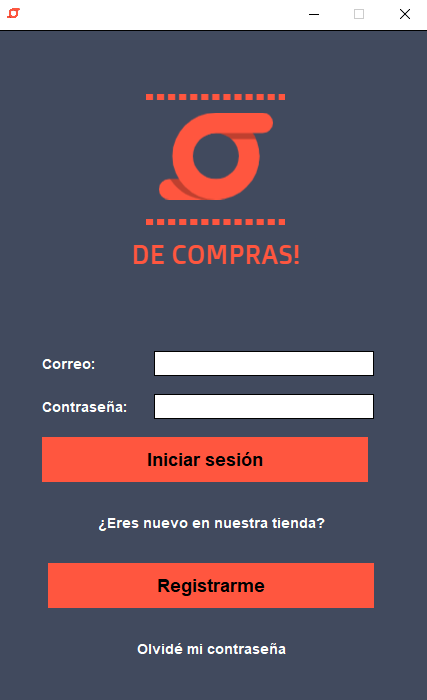 DE COMPRAS!
Correo:
Contraseña:
Iniciar sesión
¿Eres nuevo en nuestra tienda?
Registrarme
Olvidé mi contraseña